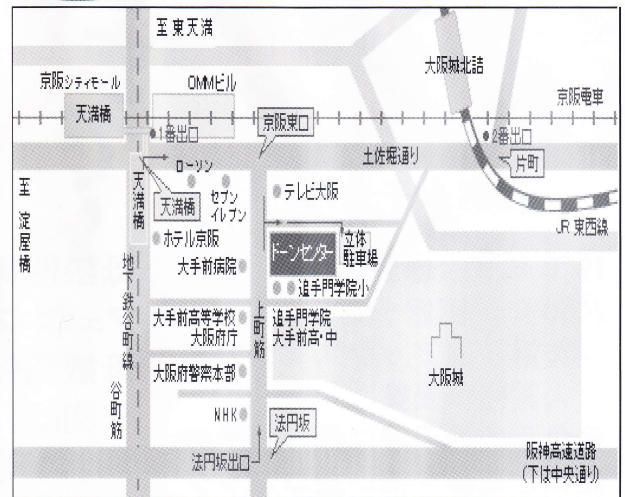 至東天満
京阪シティモール
OMMビル
大阪城北詰
京阪電車
天満橋
1番出口
京阪東口
2番出口
片町
土佐堀通り
ローソン
セブン
イレブン
天満橋
天満橋
テレビ大阪
至淀屋橋
JR東西線
ホテル京阪
ドーンセンター
立体
駐車場
大手前病院
追手門学院小
地下鉄谷町線
大手前高等学校
大阪府庁
上町筋
追手門学院
大手前高・中
大阪府警察本部
大阪城
谷町筋
NHK
法円坂
法円坂出口
阪神高速道路
(下は中央通り)